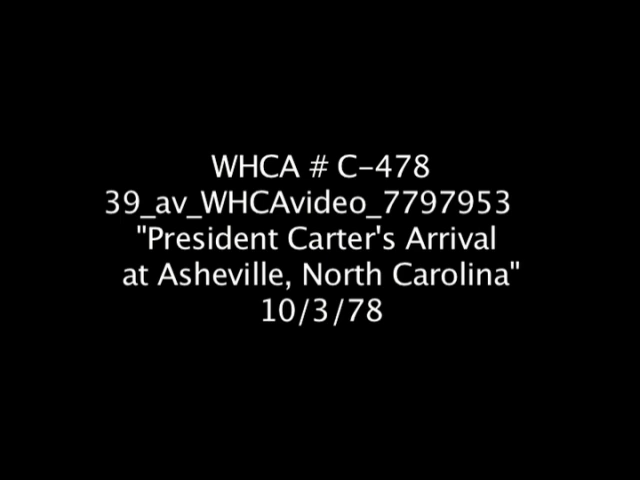 WHCA # C-478
39_av_WHCAvideo_7797953
"President Carter's Arrival
at Asheville, North Carolina"
10/3/78